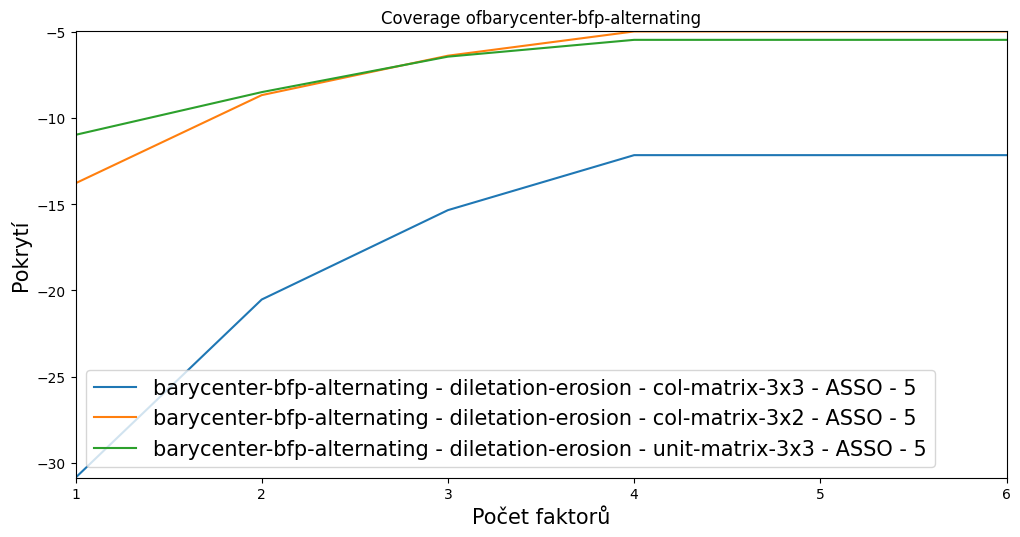 Coverage ofbarycenter-bfp-alternating
−5
−10
−15
−20
−25
−30
Pokrytí
barycenter-bfp-alternating - diletation-erosion - col-matrix-3x3 - ASSO - 5
barycenter-bfp-alternating - diletation-erosion - col-matrix-3x2 - ASSO - 5
barycenter-bfp-alternating - diletation-erosion - unit-matrix-3x3 - ASSO - 5
1 2 3 4 5 6
Počet faktorů